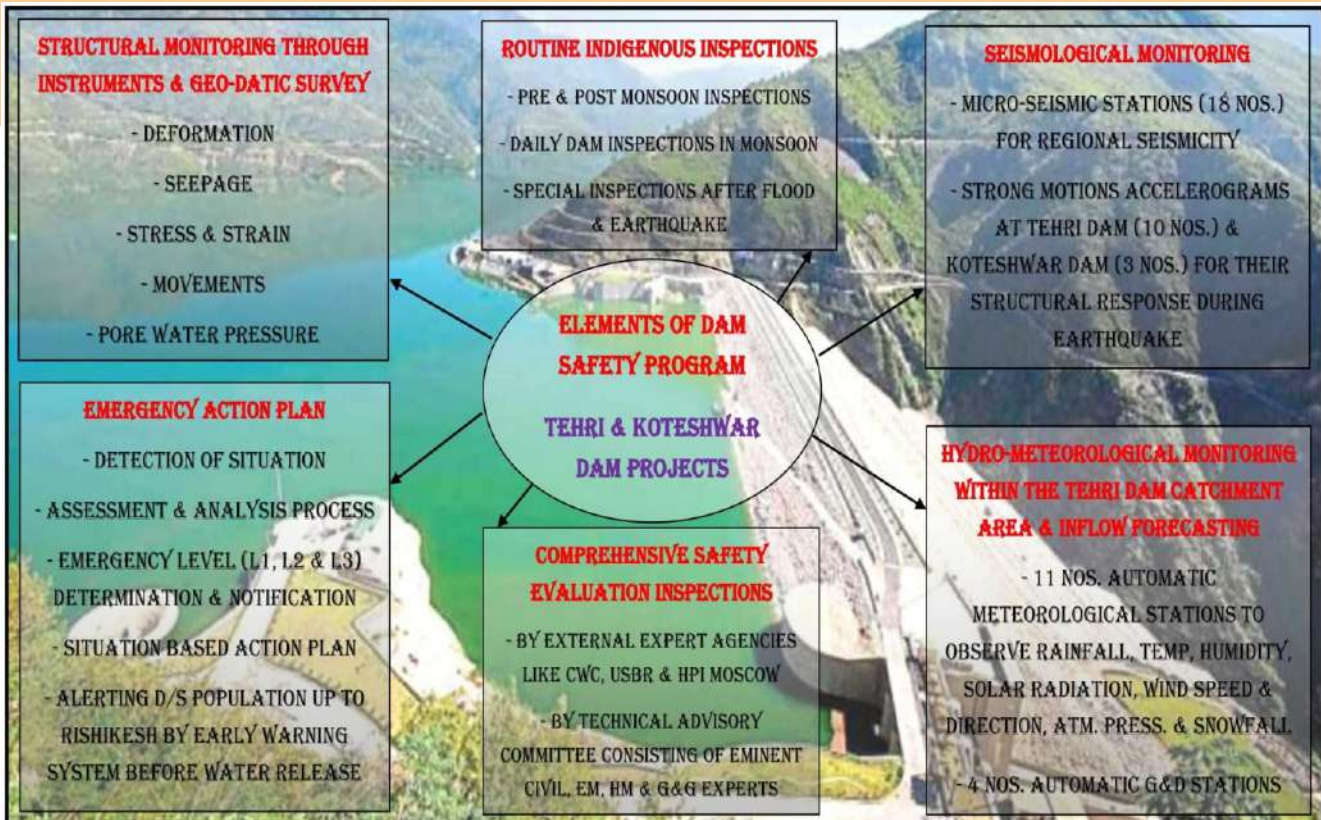 STRUCTURAL MONITORING THROUGH
INSTRUMENTS & GEO-DATIC SURVEY
- DEFORMATION
- SEEPAGE
- STRESS & STRAIN
- MOVEMENTS
- PORE WATER PRESSURE
ROUTINE INDIGENOUS INSPECTIONS
- PRE & POST MONSOON INSPECTIONS
- DAILY DAM INSPECTIONS IN MONSOON
- SPECIAL INSPECTIONS AFTER FLOOD
& EARTHQUAKE
SEISMOLOGICAL MONITORING
- MICRO-SEISMIC STATIONS (18 NOS.)
FOR REGIONAL SEISMICITY
- STRONG MOTIONS ACCELEROGRAMS
AT TEHRI DAM (10 NOS.) &
KOTESHWAR DAM (3 NOS.) FOR THEIR
STRUCTURAL RESPONSE DURING
EARTHQUAKE
ELEMENTS OF DAM
SAFETY PROGRAM
TEHRI & KOTESHWAR
DAM PROJECTS
EMERGENCY ACTION PLAN
- DETECTION OF SITUATION
- ASSESSMENT & ANALYSIS PROCESS
- EMERGENCY LEVEL (L1, L2 & L3)
DETERMINATION & NOTIFICATION
- SITUATION BASED ACTION PLAN
- ALERTING D/S POPULATION UP TO
RISHIKESH BY EARLY WARNING
SYSTEM BEFORE WATER RELEASE
COMPREHENSIVE SAFETY
EVALUATION INSPECTIONS
- BY EXTERNAL EXPERT AGENCIES
LIKE CWC, USBR & HPI MOSCOW
- BY TECHNICAL ADVISORY
COMMITTEE CONSISTING OF EMINENT
CIVIL, EM, HM & G&G EXPERTS
HYDRO-METEOROLOGICAL MONITORING
WITHIN THE TEHRI DAM CATCHMENT
AREA & INFLOW FORECASTING
- 11 NOS. AUTOMATIC
METEOROLOGICAL STATIONS TO
OBSERVE RAINFALL, TEMP, HUMIDITY,
SOLAR RADIATION, WIND SPEED &
DIRECTION, ATM. PRESS. & SNOWFALL
- 4 NOS. AUTOMATIC G&D STATIONS